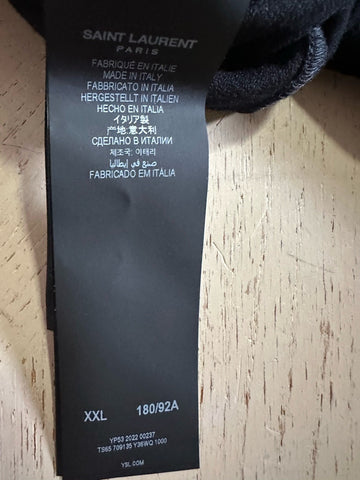 SAINT LAURENT
PARIS
FABRIQUÉ EN ITALIE
MADE IN ITALY
FABBRICATO IN ITALIA
HERGESTELLT IN ITALIEN
HECHO EN ITALIA
イタリア製
产地:意大利
СДЕЛАНО В ИТАЛИИ
제조국: 이태리
صنع في إيطاليا
FABRICADO EM ITÁLIA
XXL 180/92A
YP53 2022 00237
TS65 709135 Y36WQ 1000
YSL.COM